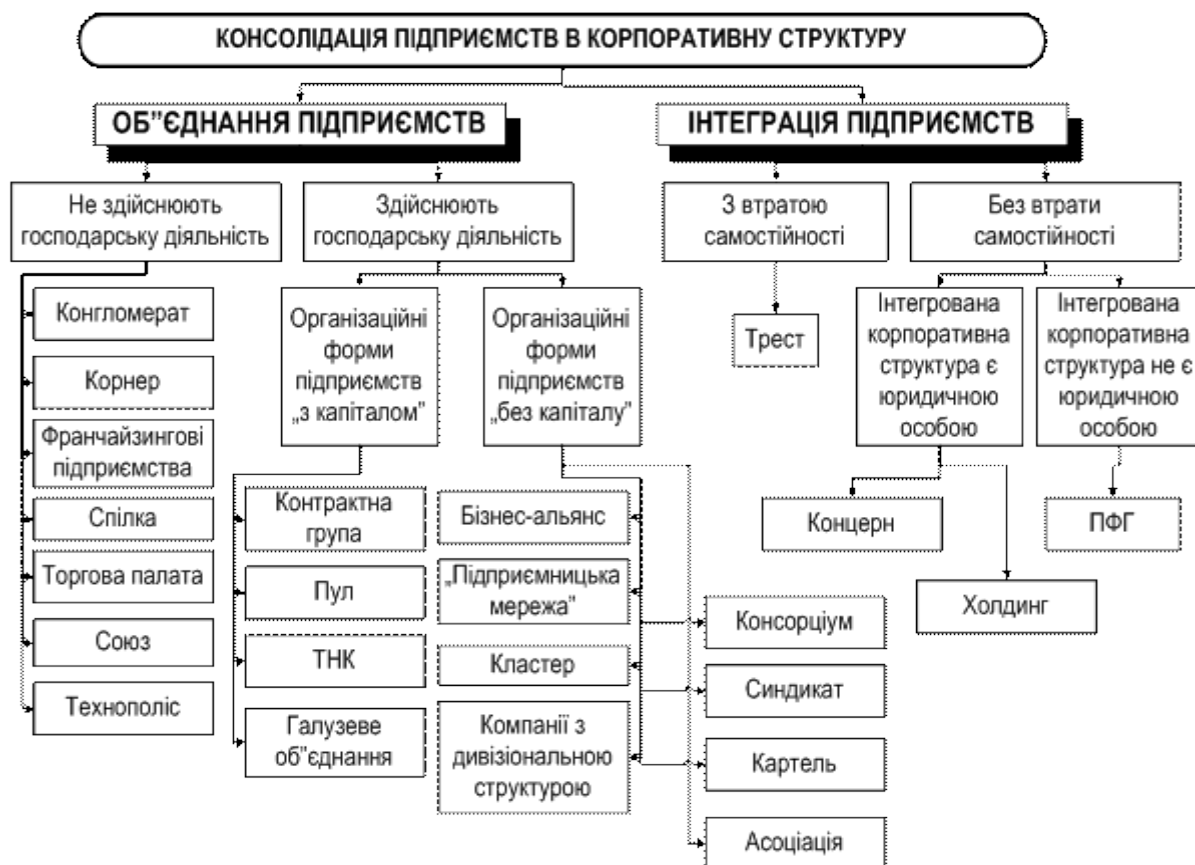 КОНСОЛІДАЦІЯ ПІДПРИЄМСТВ В КОРПОРАТИВНУ СТРУКТУРУ
ОБ”ЄДНАННЯ ПІДПРИЄМСТВ
ІНТЕГРАЦІЯ ПІДПРИЄМСТВ
Не здійснюють
господарську діяльність
Здійснюють
господарську діяльність
З втратою
самостійності
Без втрати
самостійності
Конгломерат
Корнер
Франчайзингові
підприємства
Спілка
Торгова палата
Союз
Технополіс
Організаційні
форми
підприємств
„з капіталом”
Організаційні
форми
підприємств
„без капіталу”
Трест
Інтегрована
корпоративна
структура є
юридичною
особою
Інтегрована
корпоративна
структура не є
юридичною
особою
Контрактна
група
Пул
ТНК
Галузеве
об”єднання
Бізнес-альянс
„Підприємницька
мережа”
Кластер
Компанії з
дивізіональною
структурою
Консорціум
Синдикат
Картель
Асоціація
Концерн
ПФГ
Холдинг